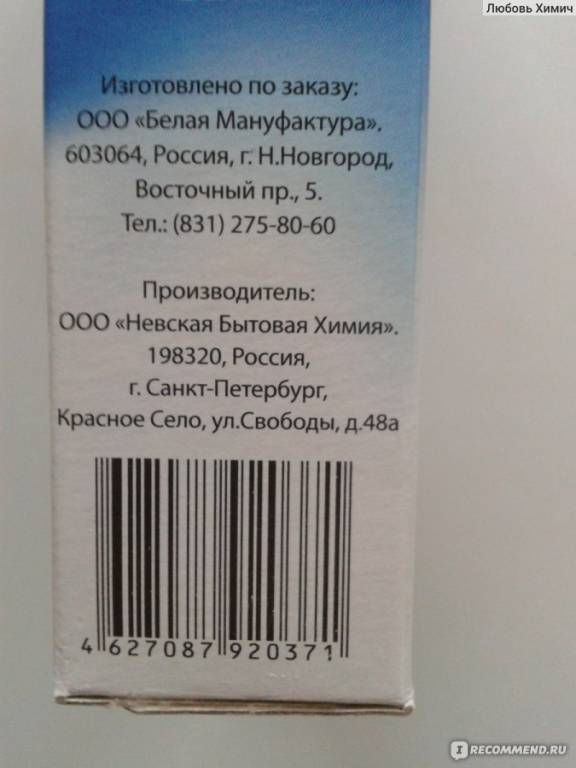 Любовь Химич
Изготовлено по заказу:
ООО «Белая Мануфактура».
603064, Россия, г. Н.Новгород,
Восточный пр., 5.
Тел.: (831) 275-80-60
Производитель:
ООО «Невская Бытовая Химия».
198320, Россия,
г. Санкт-Петербург,
Красное Село, ул.Свободы, д.48а
4 627087 920371
IRECOMMEND.RU